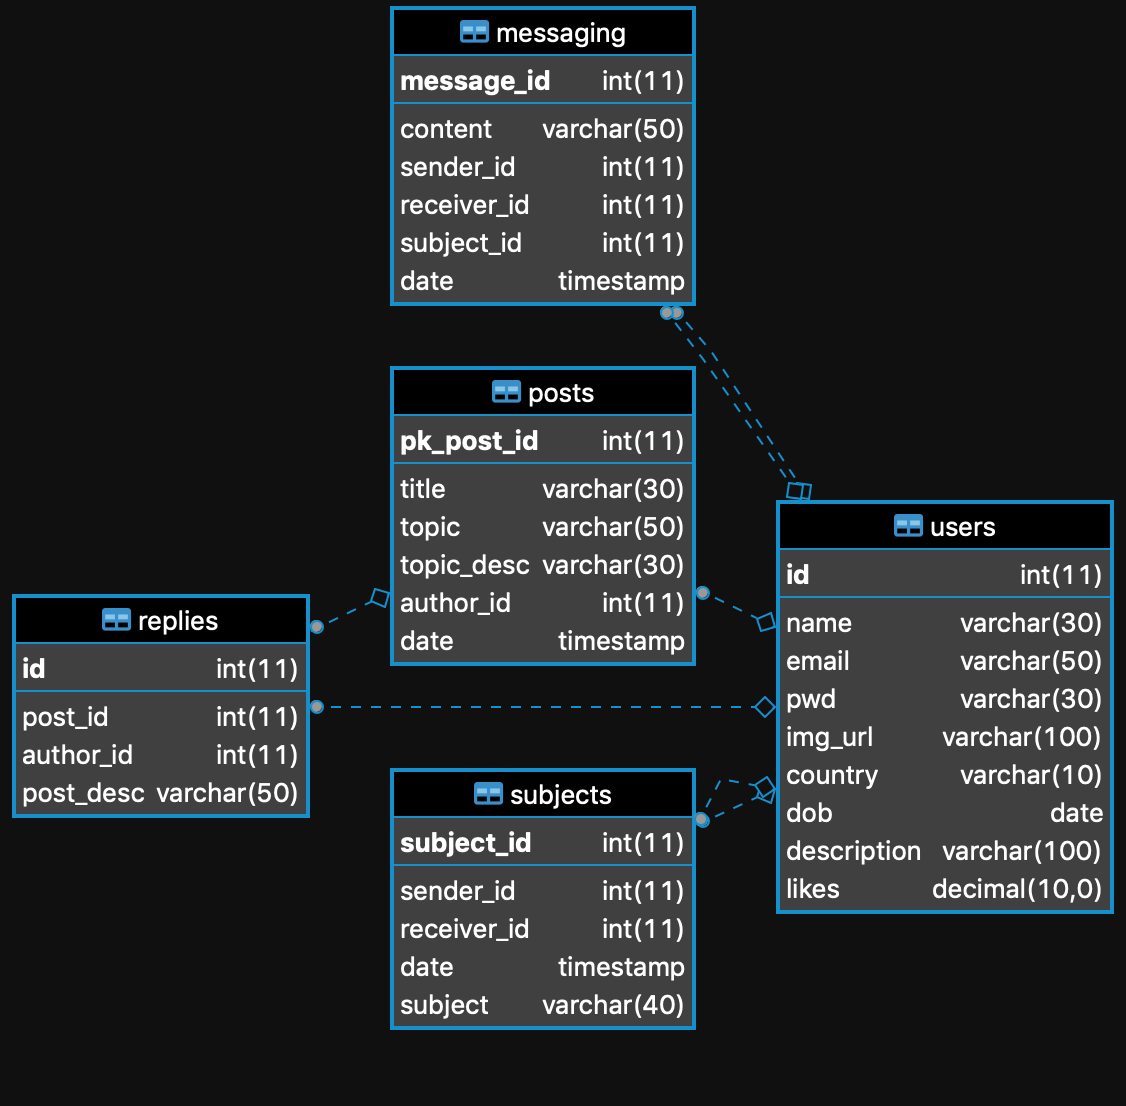 messaging
message_id int(11)
content varchar(50)
sender_id int(11)
receiver_id int(11)
subject_id int(11)
date timestamp
posts
pk_post_id int(11)
title varchar(30)
topic varchar(50)
topic_desc varchar(30)
author_id int(11)
date timestamp
users
id int(11)
name varchar(30)
email varchar(50)
pwd varchar(30)
img_url varchar(100)
country varchar(10)
dob date
description varchar(100)
likes decimal(10,0)
replies
id int(11)
post_id int(11)
author_id int(11)
post_desc varchar(50)
subjects
subject_id int(11)
sender_id int(11)
receiver_id int(11)
date timestamp
subject varchar(40)